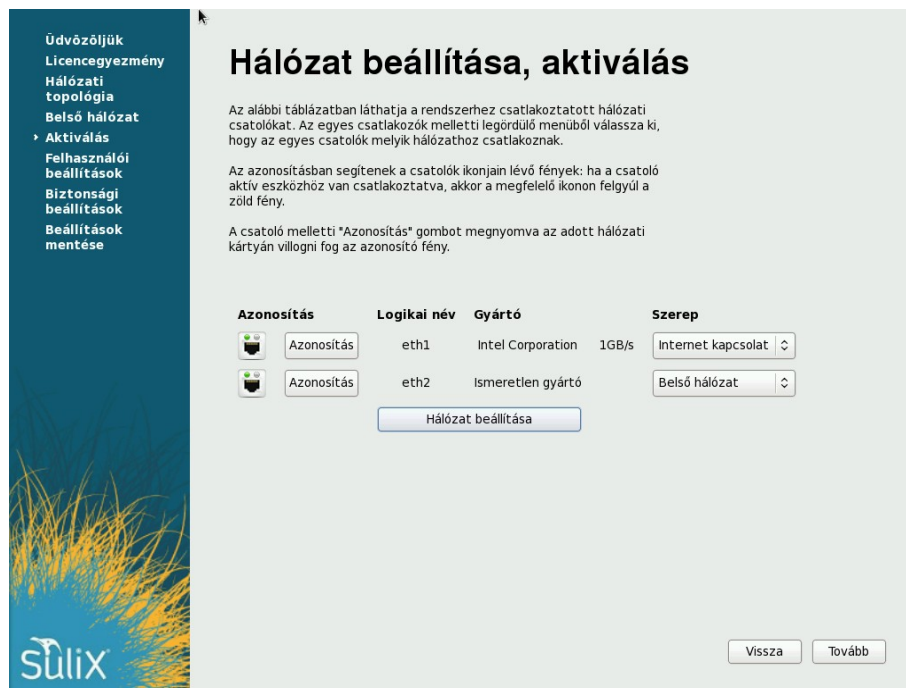 Üdvözöljük
Licencegyezmény
Hálózati
topológia
Belső hálózat
Aktiválás
Felhasználói
beállítások
Biztonsági
beállítások
Beállítások
mentése
Hálózat beállítása, aktiválás
Az alábbi táblázatban láthatja a rendszerhez csatlakoztatott hálózati
csatolókat. Az egyes csatlakozók melletti legördülő menüből válassza ki,
hogy az egyes csatolók melyik hálózathoz csatlakoznak.
Az azonosításban segítenek a csatolók ikonjain lévő fények: ha a csatoló
aktív eszközhöz van csatlakoztatva, akkor a megfelelő ikonon felgyúl a
zöld fény.
A csatoló melletti "Azonosítás" gombot megnyomva az adott hálózati
kártyán villogni fog az azonosító fény.
Azonosítás Logikai név Gyártó Szerep
Azonosítás eth1 Intel Corporation 1GB/s Internet kapcsolat
Azonosítás eth2 Ismeretlen gyártó Belső hálózat
Hálózat beállítása
Vissza Tovább
SuliX